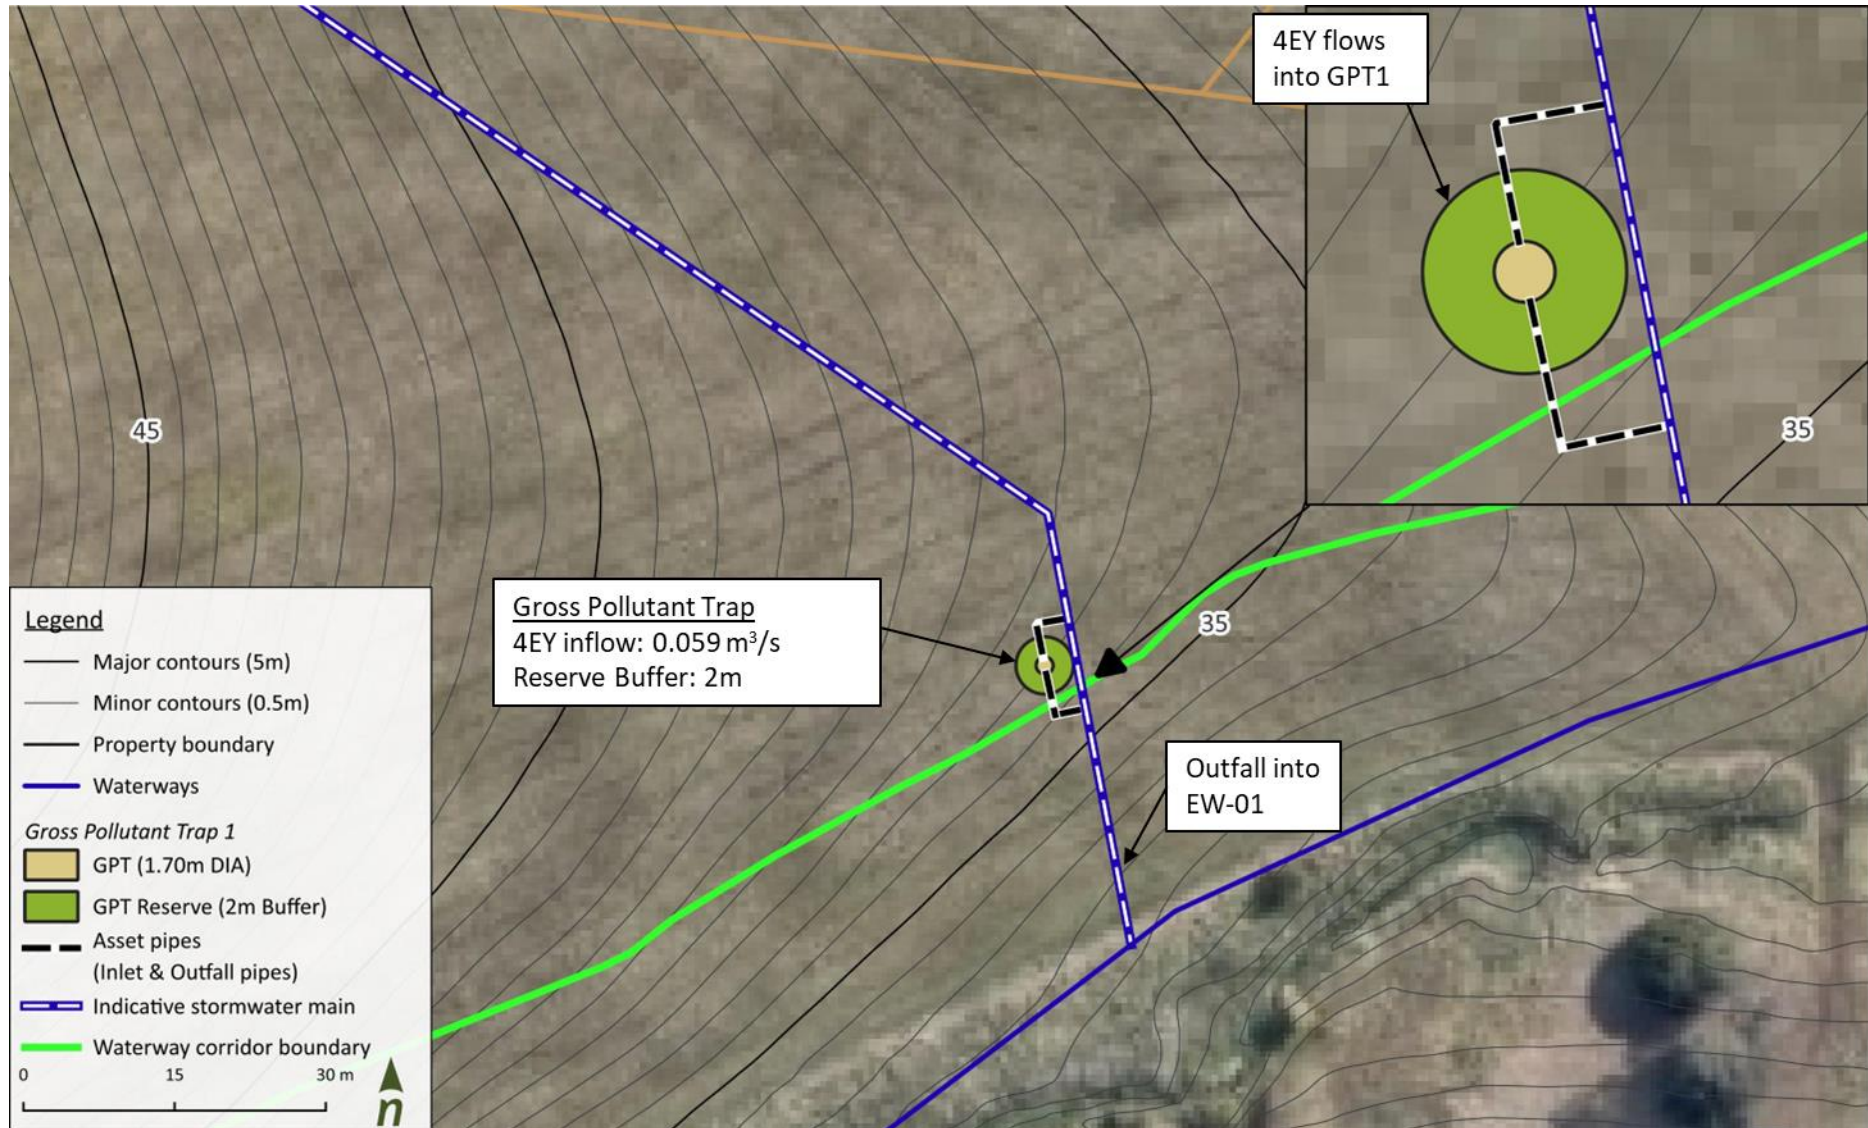 4EY flows
into GPT1
45
35
Gross Pollutant Trap
4EY inflow: 0.059 m³/s
Reserve Buffer: 2m
35
Outfall into
EW-01
Legend
Major contours (5m)
Minor contours (0.5m)
Property boundary
Waterways
Gross Pollutant Trap 1
GPT (1.70m DIA)
GPT Reserve (2m Buffer)
Asset pipes
(Inlet & Outfall pipes)
Indicative stormwater main
Waterway corridor boundary
0 15 30 m
n